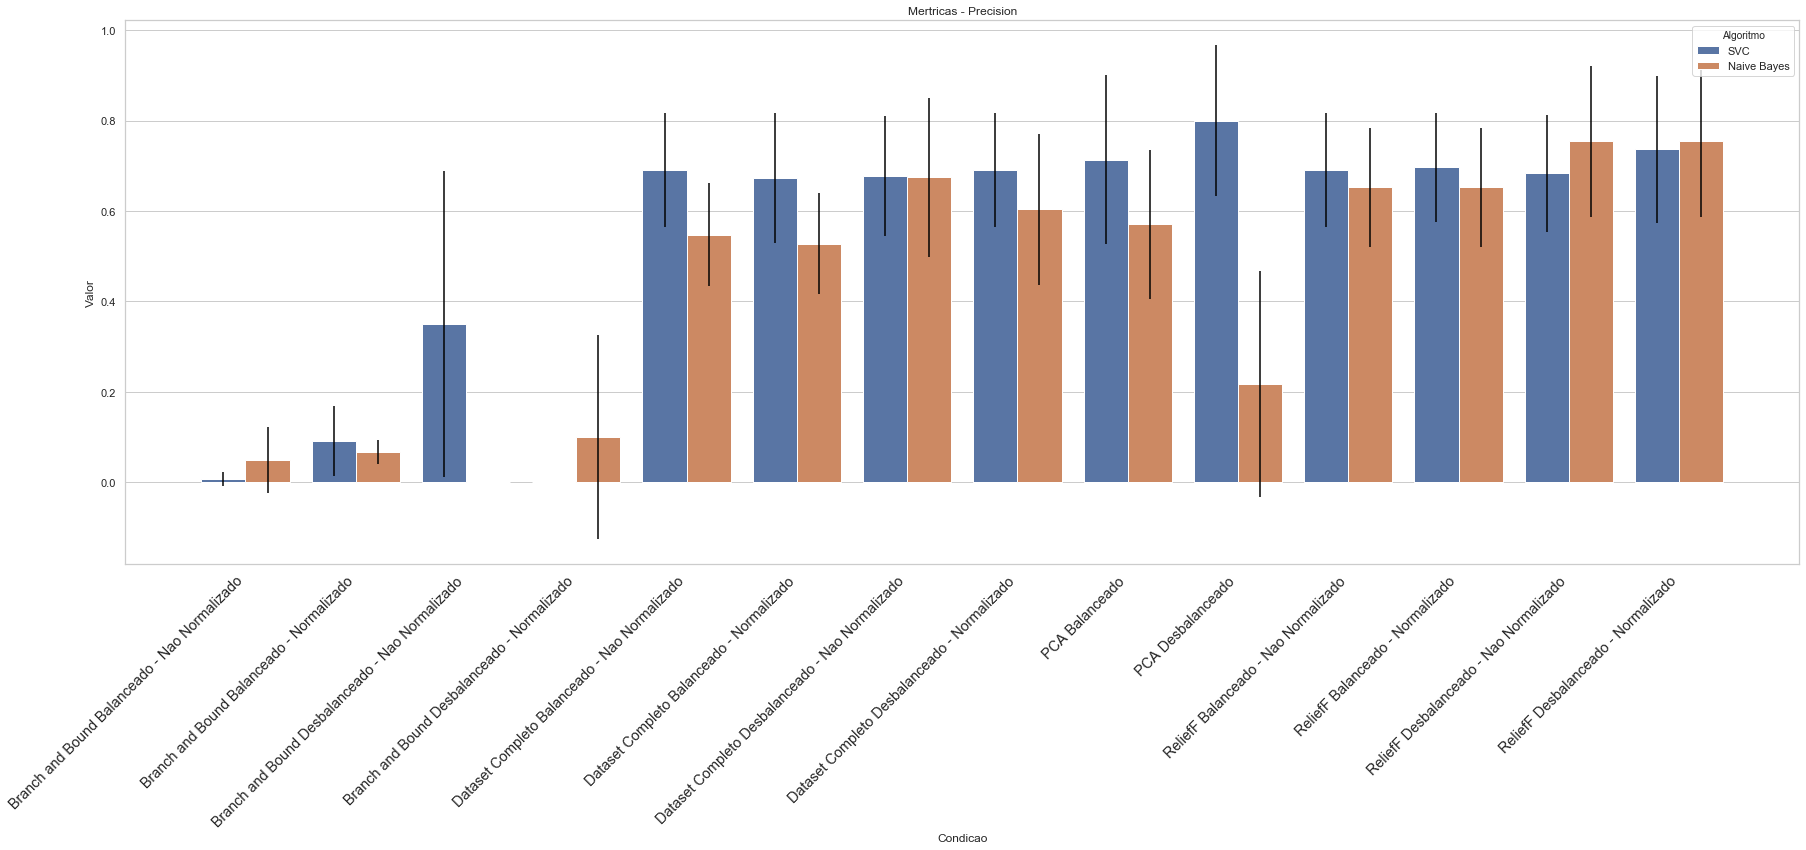 Mertricas - Precision
Algoritmo
SVC
Naive Bayes
1.0
0.8
0.6
0.4
0.2
0.0
Valor
Branch and Bound Balanceado - Nao Normalizado
Branch and Bound Balanceado - Normalizado
Branch and Bound Desbalanceado - Nao Normalizado
Branch and Bound Desbalanceado - Normalizado
Dataset Completo Balanceado - Nao Normalizado
Dataset Completo Balanceado - Normalizado
Dataset Completo Desbalanceado - Nao Normalizado
Dataset Completo Desbalanceado - Normalizado
PCA Balanceado
PCA Desbalanceado
ReliefF Balanceado - Nao Normalizado
ReliefF Balanceado - Normalizado
ReliefF Desbalanceado - Nao Normalizado
ReliefF Desbalanceado - Normalizado
Condicao